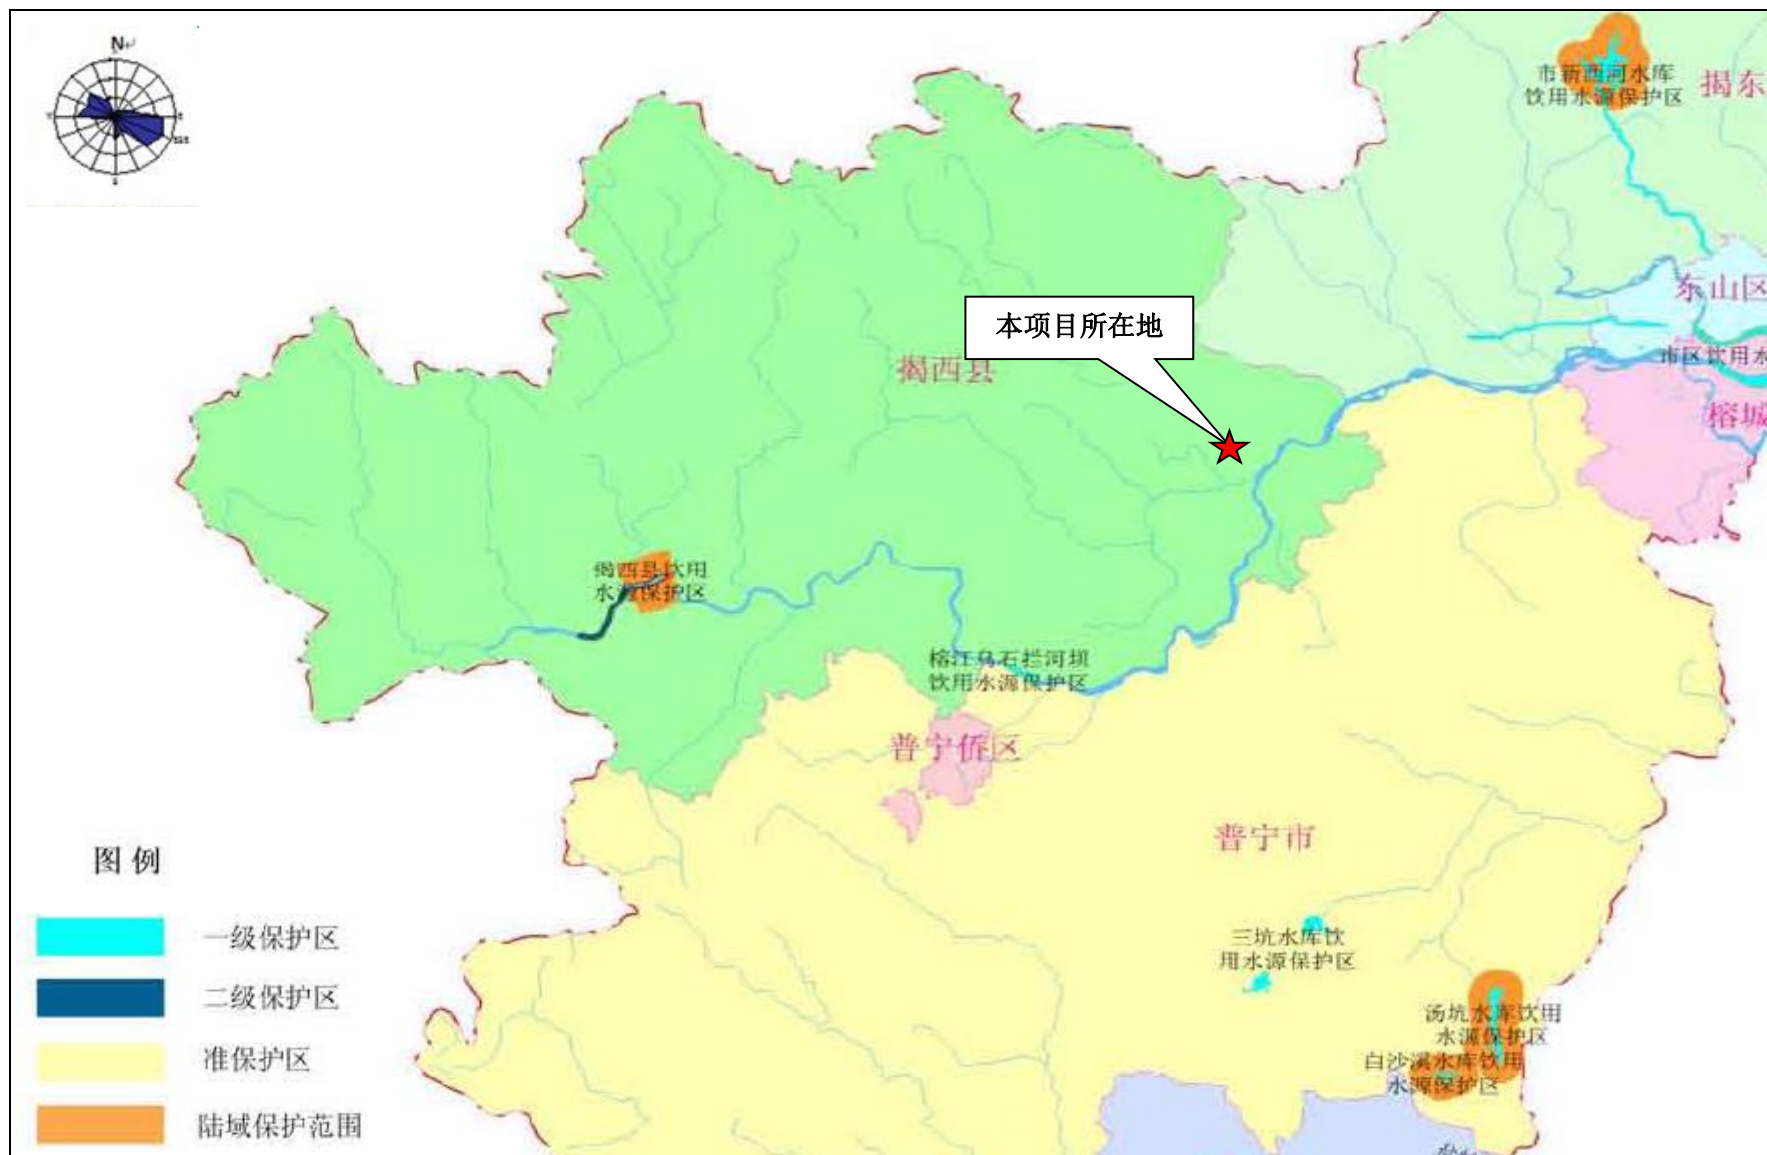 N
市新西河水库
饮用水源保护区
揭东
东山区
本项目所在地
市区饮用水
揭西县
榕城
揭西县饮用
水源保护区
榕江乌石拦河坝
饮用水源保护区
普宁侨区
普宁市
图例
一级保护区
二级保护区
准保护区
陆域保护范围
三坑水库饮
用水源保护区
汤坑水库饮用
水源保护区
白沙溪水库饮用
水源保护区